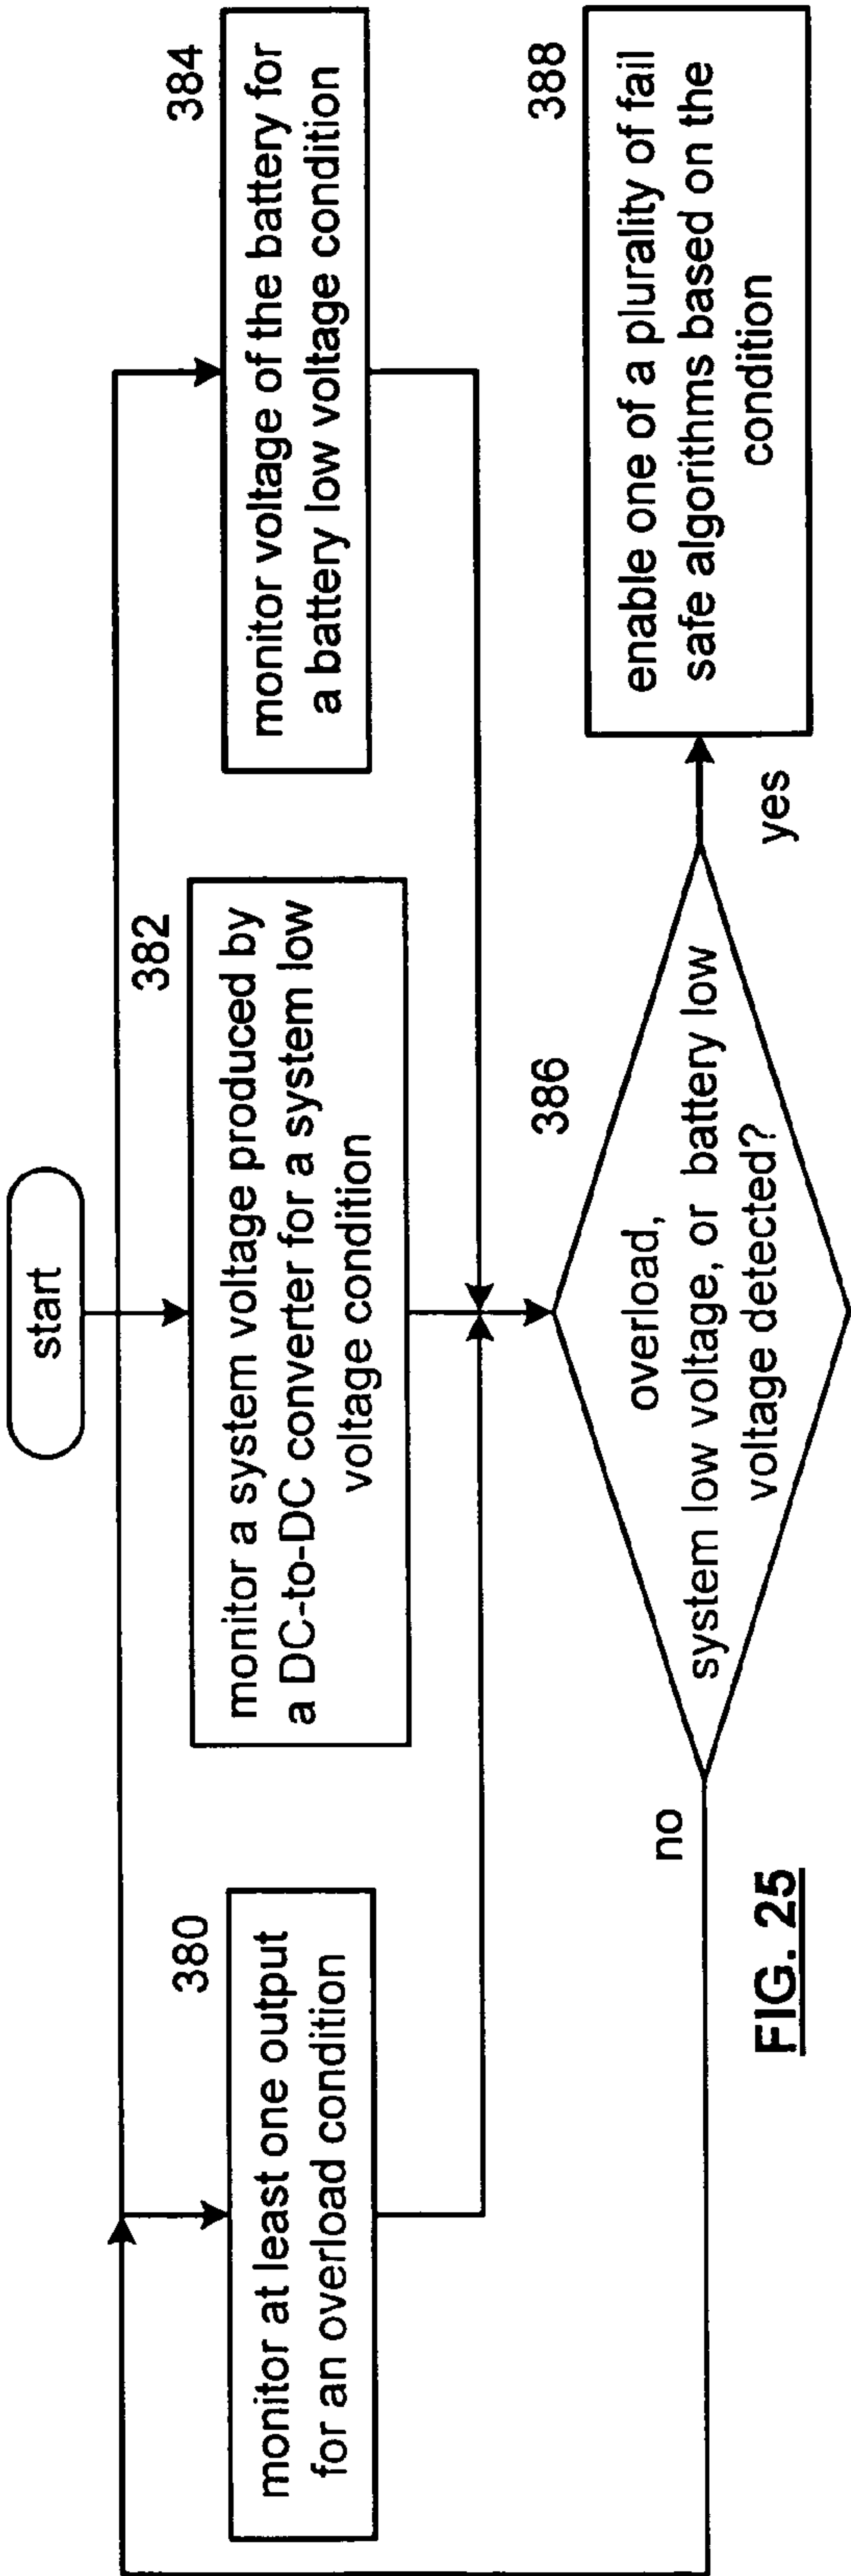 start
380
monitor at least one output
for an overload condition
382
monitor a system voltage produced by
a DC-to-DC converter for a system low
voltage condition
384
monitor voltage of the battery for
a battery low voltage condition
386
overload,
system low voltage, or battery low
voltage detected?
no
yes
388
enable one of a plurality of fail
safe algorithms based on the
condition
FIG. 25